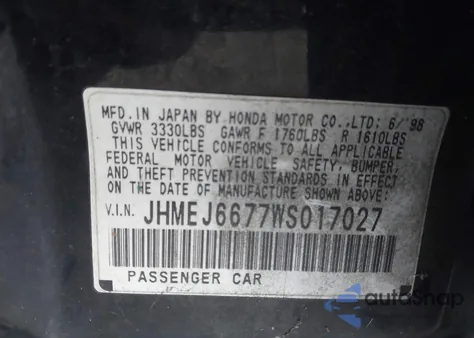 MFD. IN JAPAN BY HONDA MOTOR CO., LTD; 6/'98
GVWR 3330LBS GAWR F 1760LBS R 1610LBS
THIS VEHICLE CONFORMS TO ALL APPLICABLE
FEDERAL MOTOR VEHICLE SAFETY, BUMPER,
AND THEFT PREVENTION STANDARDS IN EFFECT
ON THE DATE OF MANUFACTURE SHOWN ABOVE:
V.I.N. JHMEJ6677WS017027
PASSENGER CAR
autoSnap